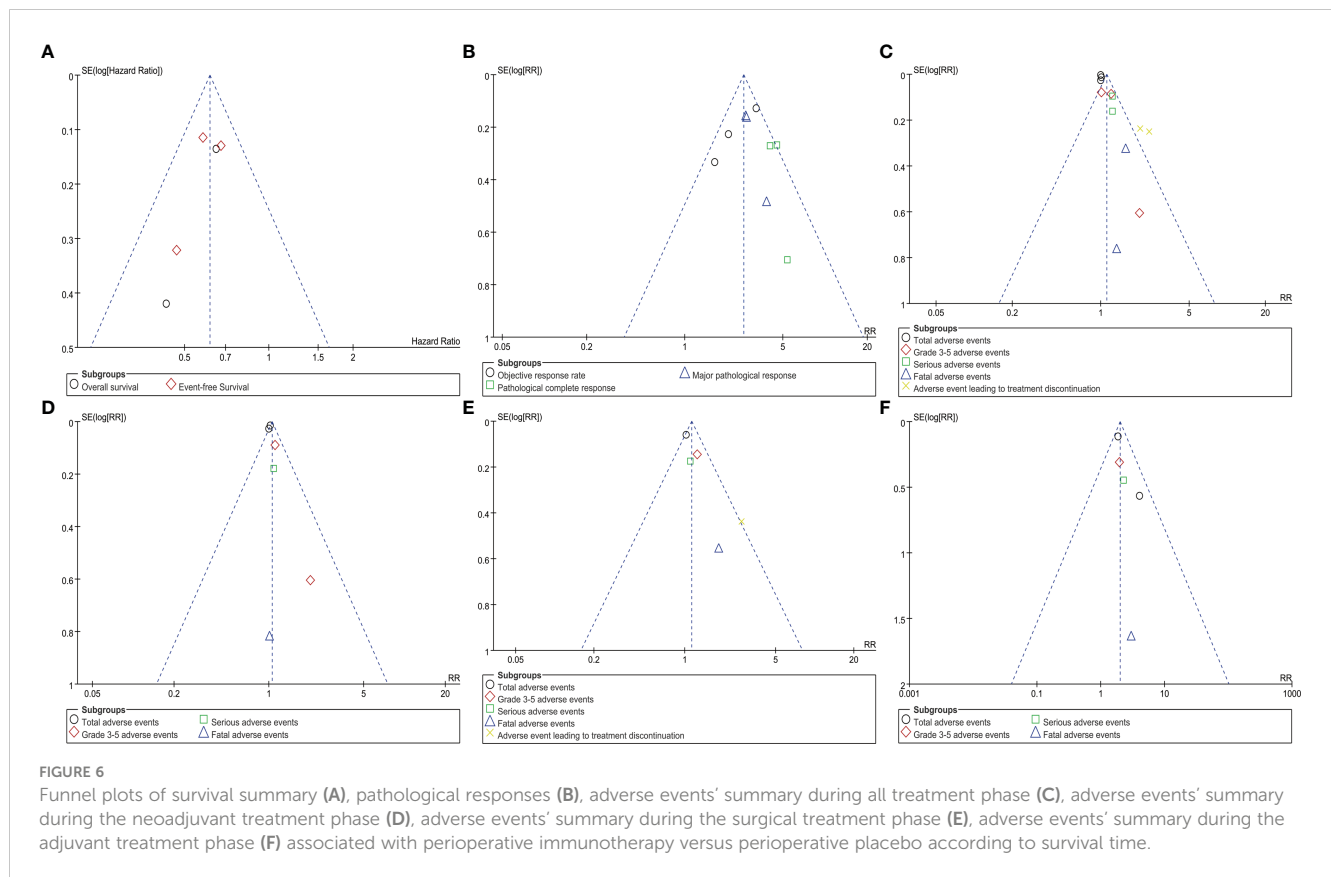 A
SE(log[Hazard Ratio])
0
0.1
0.2
0.3
0.4
0.5
0.5 0.7 1 1.5 2
Hazard Ratio
Subgroups
Overall survival Event-free Survival
B
SE(log[RR])
0
0.2
0.4
0.6
0.8
1
0.05 0.2 1 5 20
RR
Subgroups
Objective response rate Major pathological response
Pathological complete response
C
SE(log[RR])
0
0.2
0.4
0.6
0.8
1
0.05 0.2 1 5 20
RR
Subgroups
Total adverse events
Grade 3-5 adverse events
Serious adverse events
Fatal adverse events
Adverse event leading to treatment discontinuation
D
SE(log[RR])
0
0.2
0.4
0.6
0.8
1
0.05 0.2 1 5 20
RR
Subgroups
Total adverse events Serious adverse events
Grade 3-5 adverse events Fatal adverse events
E
SE(log[RR])
0
0.2
0.4
0.6
0.8
1
0.05 0.2 1 5 20
RR
Subgroups
Total adverse events
Grade 3-5 adverse events
Serious adverse events
Fatal adverse events
Adverse event leading to treatment discontinuation
F
SE(log[RR])
0
0.5
1
1.5
2
0.001 0.1 1 10 1000
RR
Subgroups
Total adverse events Serious adverse events
Grade 3-5 adverse events Fatal adverse events
FIGURE 6
Funnel plots of survival summary (A), pathological responses (B), adverse events' summary during all treatment phase (C), adverse events' summary
during the neoadjuvant treatment phase (D), adverse events' summary during the surgical treatment phase (E), adverse events' summary during the
adjuvant treatment phase (F) associated with perioperative immunotherapy versus perioperative placebo according to survival time.